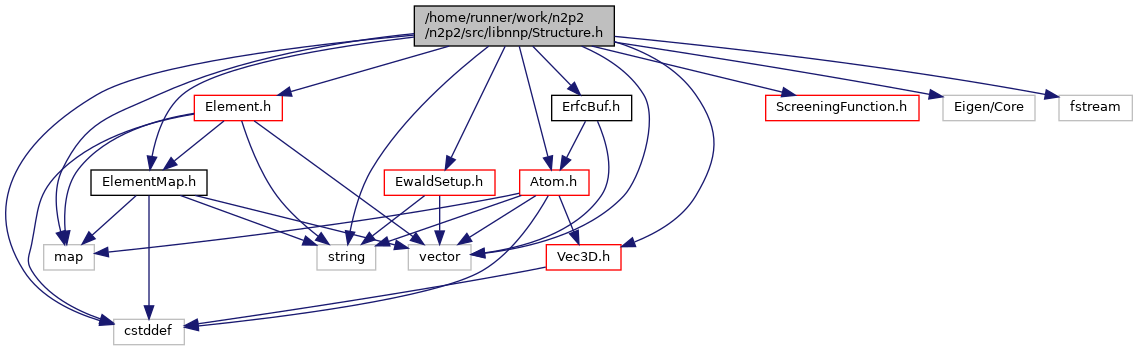 /home/runner/work/n2p2
/n2p2/src/libnnp/Structure.h
Element.h
ErfcBuf.h
ScreeningFunction.h
Eigen/Core
fstream
ElementMap.h
EwaldSetup.h
Atom.h
map
string
vector
Vec3D.h
cstddef